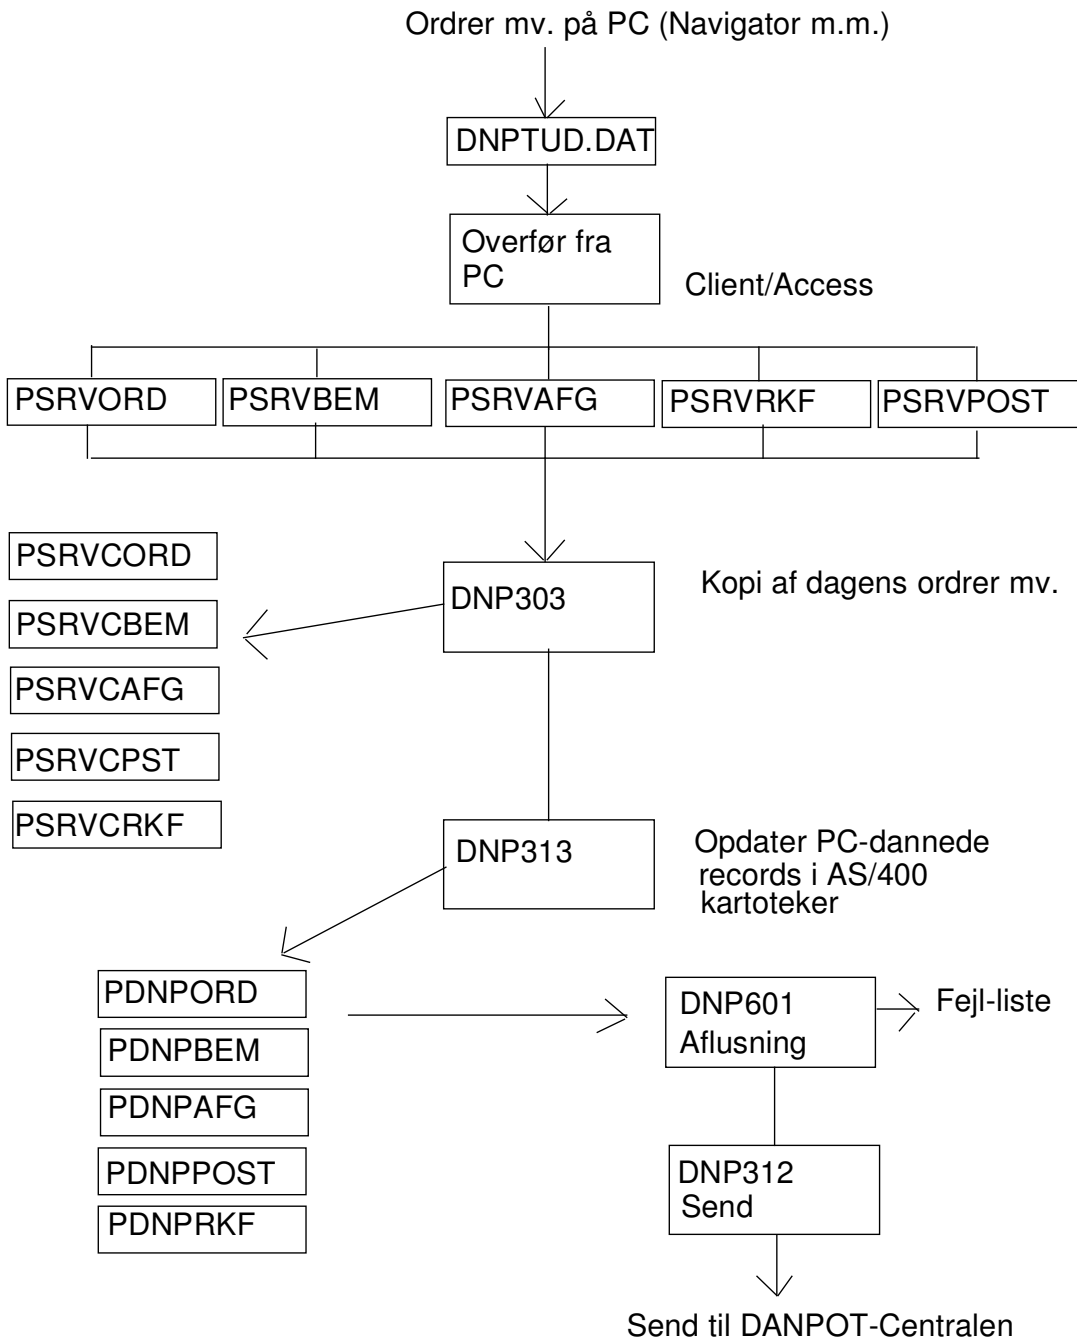 Ordrer mv. på PC (Navigator m.m.)
DNPTUD.DAT
Overfør fra
PC
Client/Access
PSRVORD
PSRVBEM
PSRVAFG
PSRVRKF
PSRVPOST
PSRVCORD
PSRVCBEM
PSRVCAFG
PSRVCPST
PSRVCRKF
DNP303
Kopi af dagens ordrer mv.
DNP313
Opdater PC-dannede
records i AS/400
kartoteker
PDNPORD
PDNPBEM
PDNPAFG
PDNPPOST
PDNPRKF
DNP601
Aflusning
Fejl-liste
DNP312
Send
Send til DANPOT-Centralen